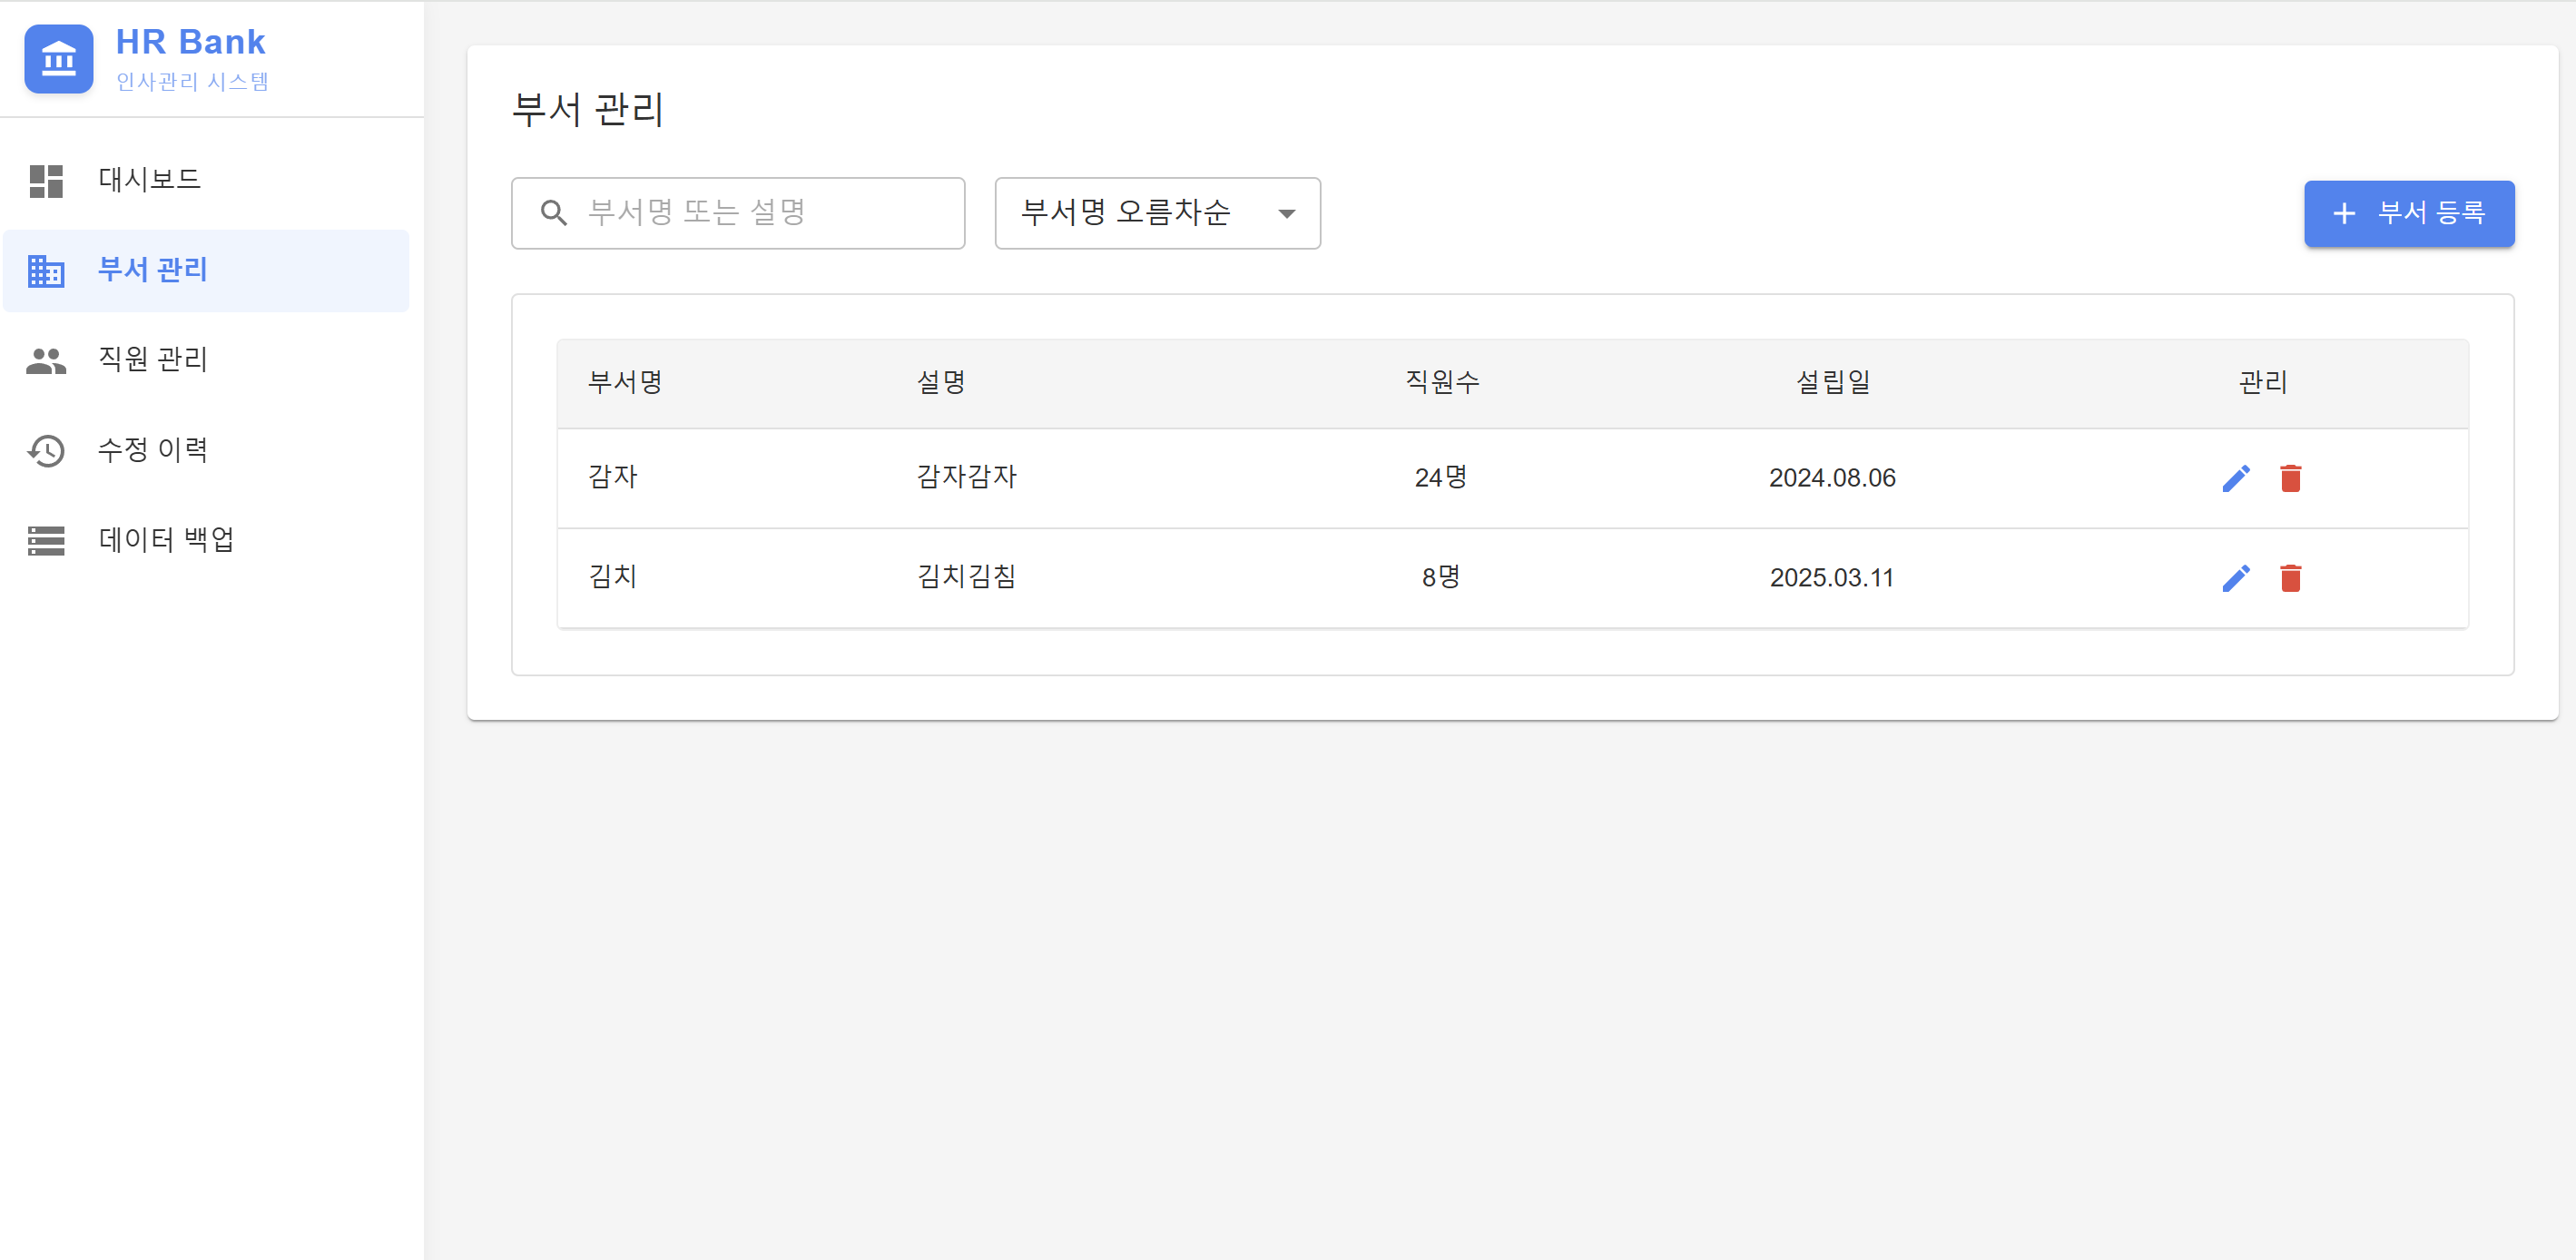 HR Bank
인사관리 시스템
대시보드
부서 관리
직원 관리
수정 이력
데이터 백업
부서 관리
부서명 또는 설명
부서명 오름차순
부서 등록
부서명 설명 직원수 설립일 관리
감자 감자감자 24명 2024.08.06
김치 김치김침 8명 2025.03.11